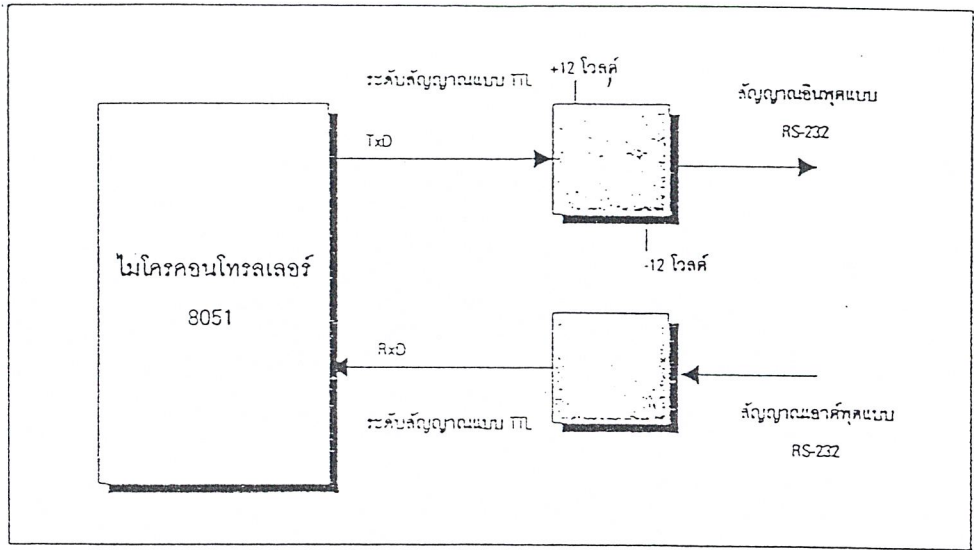 ระดับสัญญาณแบบ TTL
+12 โวลต์
สัญญาณอินพุตแบบ
RS-232
TxD
-12 โวลต์
ไมโครคอนโทรลเลอร์
8051
RxD
ระดับสัญญาณแบบ TTL
สัญญาณเอาต์พุตแบบ
RS-232